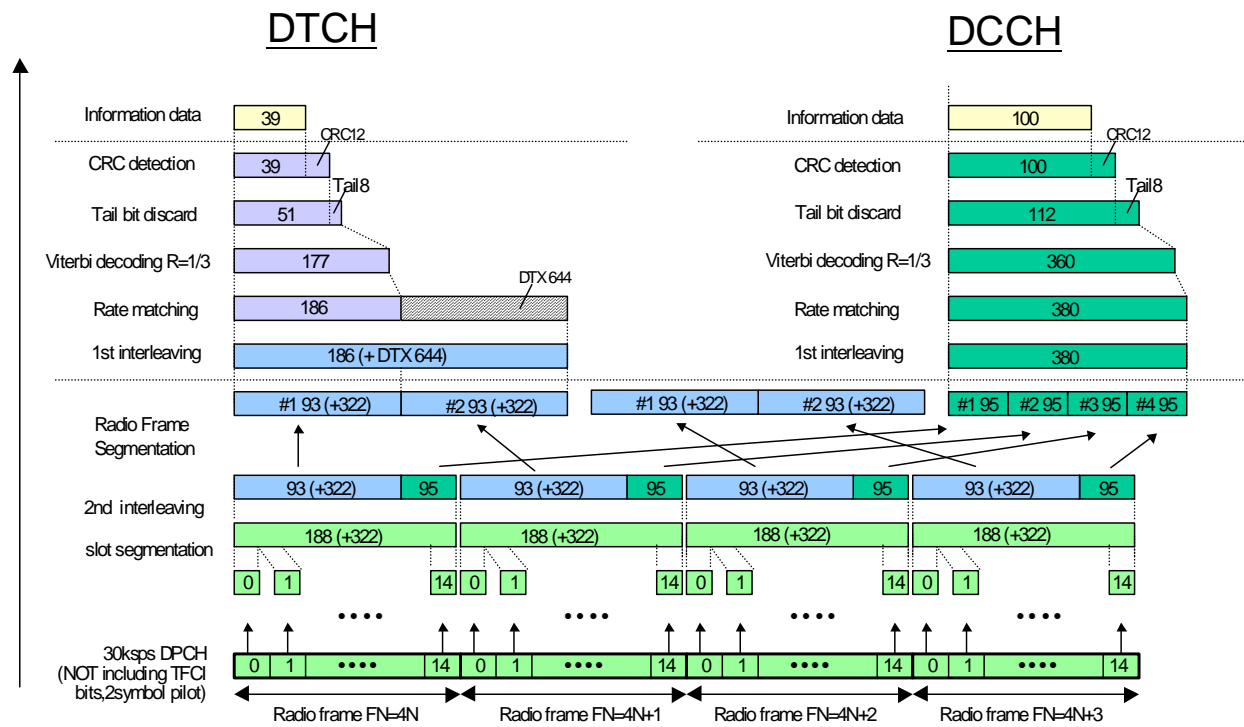 DTCH
DCCH
Information data
39
Information data
100
CRC12
CRC12
CRC detection
39
CRC detection
100
Tail8
Tail8
Tail bit discard
51
Tail bit discard
112
Viterbi decoding R=1/3
177
Viterbi decoding R=1/3
360
DTX 644
Rate matching
186
Rate matching
380
1st interleaving
186 (+ DTX 644)
1st interleaving
380
#1 93 (+322)
#2 93 (+322)
#1 93 (+322)
#2 93 (+322)
#1 95
#2 95
#3 95
#4 95
Radio Frame
Segmentation
93 (+322)
95
93 (+322)
95
93 (+322)
95
93 (+322)
95
2nd interleaving
188 (+322)
188 (+322)
188 (+322)
188 (+322)
slot segmentation
0
1
14
0
1
14
0
1
14
0
1
14
30ksps DPCH
(NOT including TFCI
bits,2symbol pilot)
0
1
14
0
1
14
0
1
14
0
1
14
Radio frame FN=4N
Radio frame FN=4N+1
Radio frame FN=4N+2
Radio frame FN=4N+3